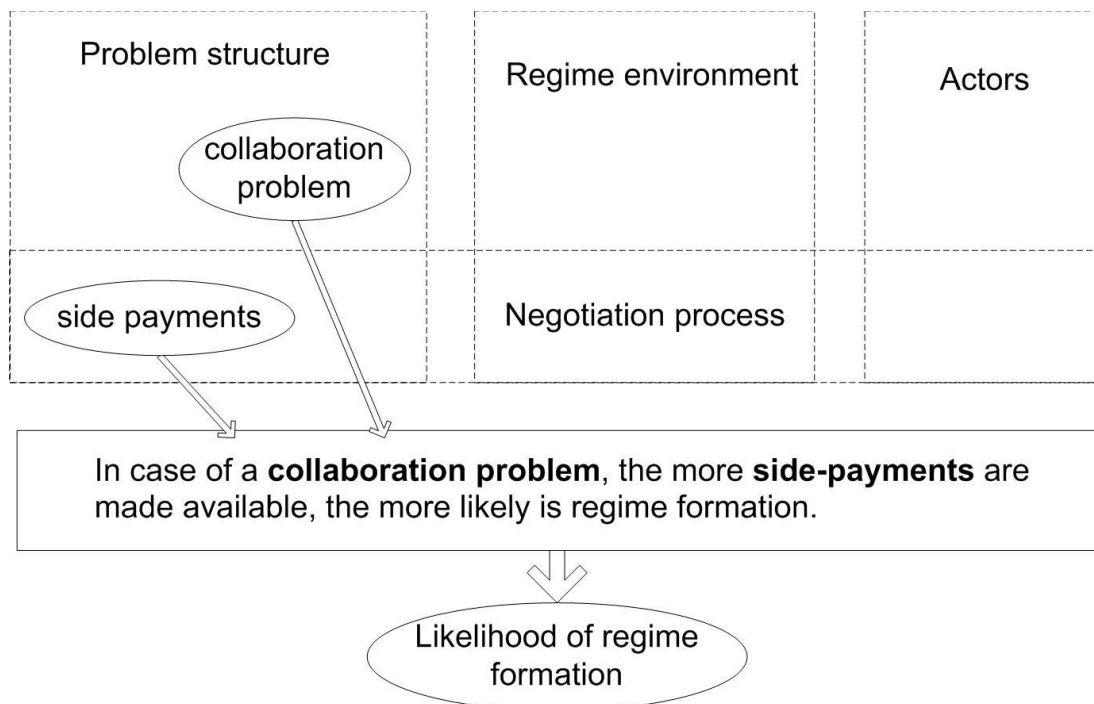 Problem structure
Regime environment
Actors
collaboration
problem
side payments
Negotiation process
In case of a collaboration problem, the more side-payments are
made available, the more likely is regime formation.
Likelihood of regime
formation